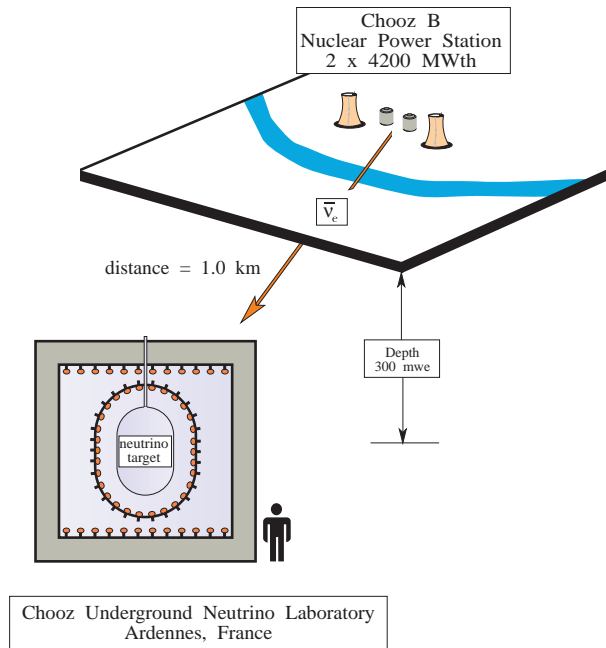 Chooz B
Nuclear Power Station
2 x 4200 MWth
ν̅e
distance = 1.0 km
Depth
300 mwe
neutrino
target
Chooz Underground Neutrino Laboratory
Ardennes, France